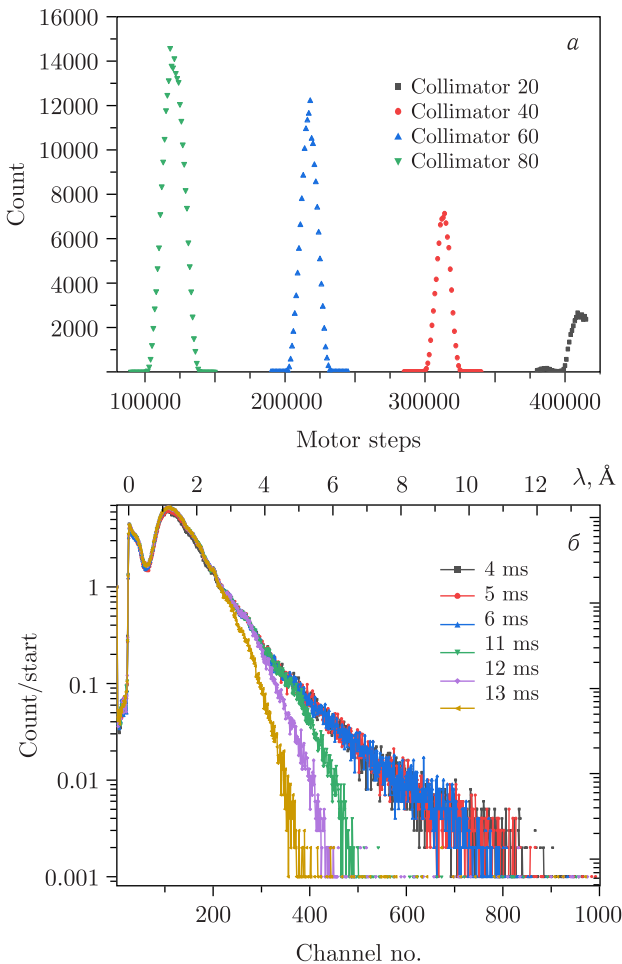 16000
14000
12000
10000
8000
6000
4000
2000
Count
а
Collimator 20
Collimator 40
Collimator 60
Collimator 80
100000 200000 300000 400000
Motor steps
0 2 4 6 8 10 12 λ, Å
б
1
0.1
0.01
0.001
Count/start
4 ms
5 ms
6 ms
11 ms
12 ms
13 ms
200 400 600 800 1000
Channel no.